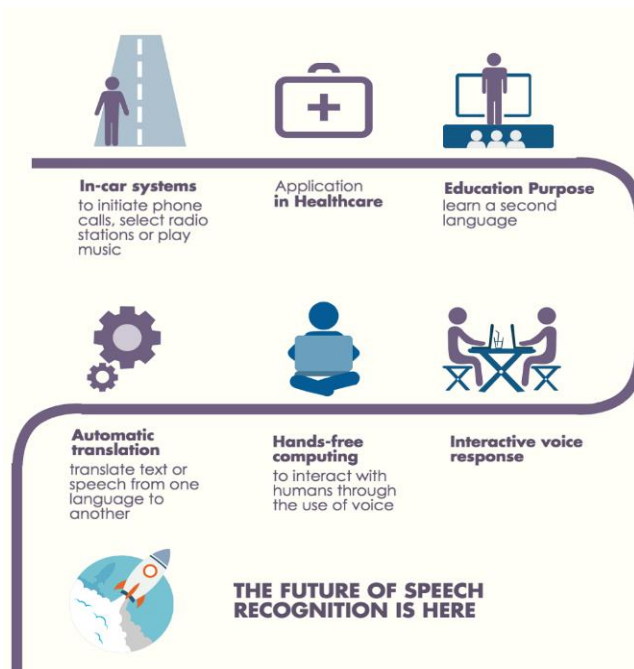 In-car systems
to initiate phone
calls, select radio
stations or play
music
Application
in Healthcare
Education Purpose
learn a second
language
Automatic
translation
translate text or
speech from one
language to
another
Hands-free
computing
to interact with
humans through
the use of voice
Interactive voice
response
THE FUTURE OF SPEECH
RECOGNITION IS HERE